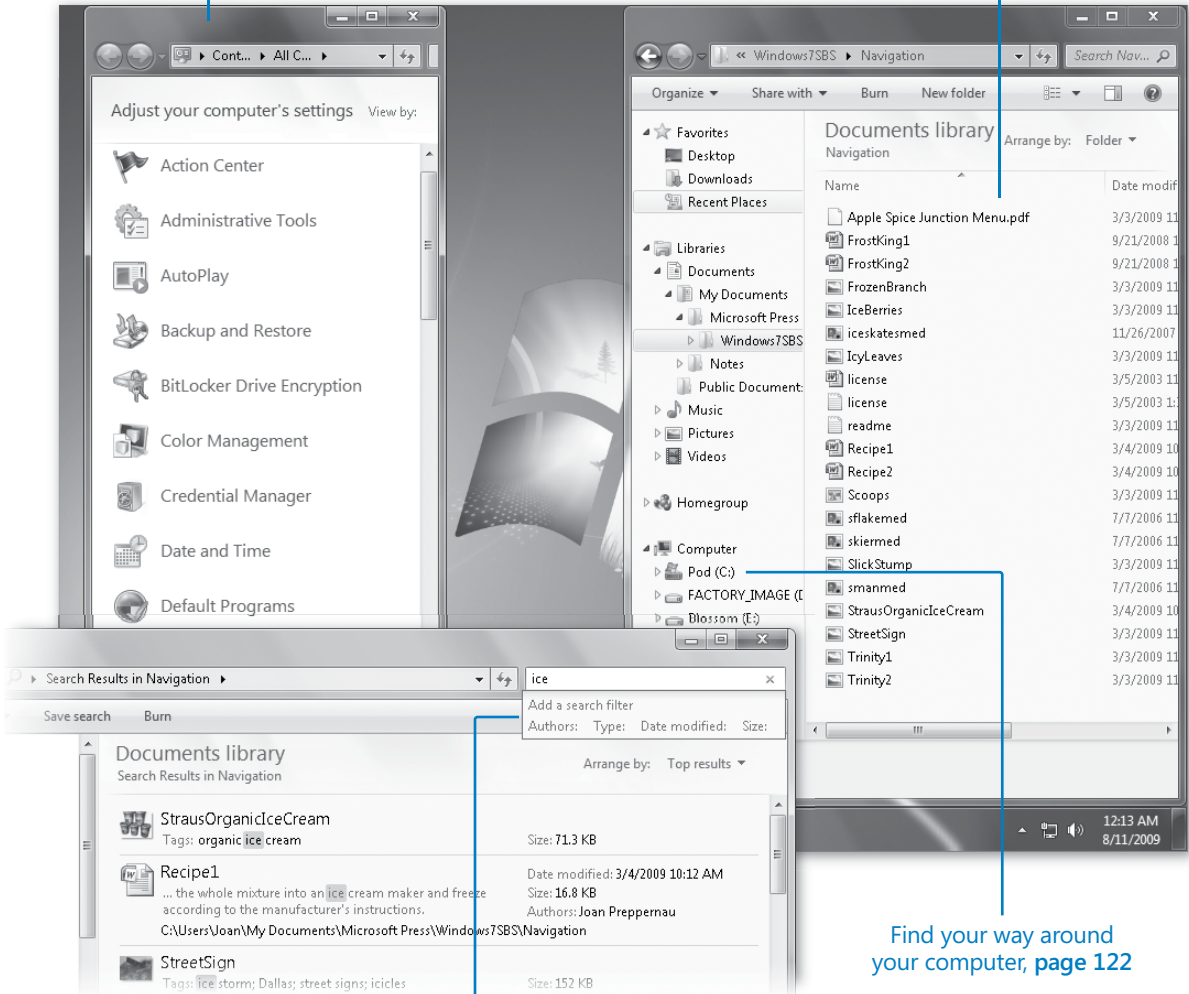 Cont... All C...
Adjust your computer's settings View by:
Action Center
Administrative Tools
AutoPlay
Backup and Restore
BitLocker Drive Encryption
Color Management
Credential Manager
Date and Time
Default Programs
« Windows7SBS Navigation
Search Nav...
Organize Share with Burn New folder
Favorites
Desktop
Downloads
Recent Places
Libraries
Documents
My Documents
Microsoft Press
Windows7SBS
Notes
Public Document:
Music
Pictures
Videos
Homegroup
Computer
Pod (C:)
FACTORY_IMAGE (D
Blossom (E:)
Documents library
Navigation
Arrange by: Folder
Name Date modif
Apple Spice Junction Menu.pdf 3/3/2009 11
FrostKing1 9/21/2008 1
FrostKing2 9/21/2008 1
FrozenBranch 3/3/2009 11
IceBerries 3/3/2009 11
iceskatesmed 11/26/2007
IcyLeaves 3/3/2009 11
license 3/5/2003 11
license 3/5/2003 1:
readme 3/3/2009 11
Recipe1 3/4/2009 10
Recipe2 3/4/2009 10
Scoops 3/3/2009 11
sflakemed 7/7/2006 11
skiermed 7/7/2006 11
SlickStump 3/3/2009 11
smanmed 7/7/2006 11
StrausOrganicIceCream 3/4/2009 10
StreetSign 3/3/2009 11
Trinity1 3/3/2009 11
Trinity2 3/3/2009 11
Search Results in Navigation
ice
Add a search filter
Authors: Type: Date modified: Size:
Save search Burn
Documents library
Search Results in Navigation
Arrange by: Top results
StrausOrganicIceCream
Tags: organic ice cream Size: 71.3 KB
Recipe1 Date modified: 3/4/2009 10:12 AM
... the whole mixture into an ice cream maker and freeze Size: 16.8 KB
according to the manufacturer's instructions. Authors: Joan Preppernau
C:\Users\Joan\My Documents\Microsoft Press\Windows7SBS\Navigation
StreetSign
Tags: ice storm; Dallas; street signs; icicles Size: 152 KB
12:13 AM
8/11/2009
Find your way around
your computer, page 122